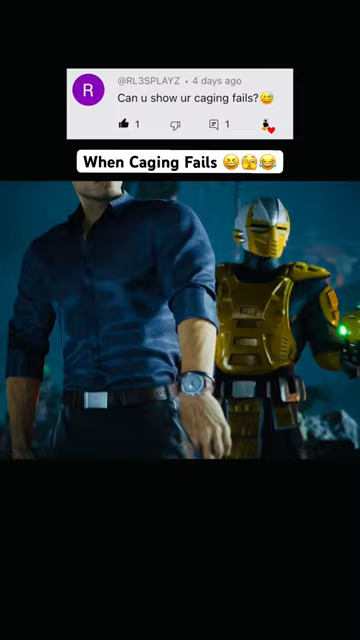 R
@RL3SPLAYZ • 4 days ago
Can u show ur caging fails?😅
1
1
When Caging Fails 😆🫣😂